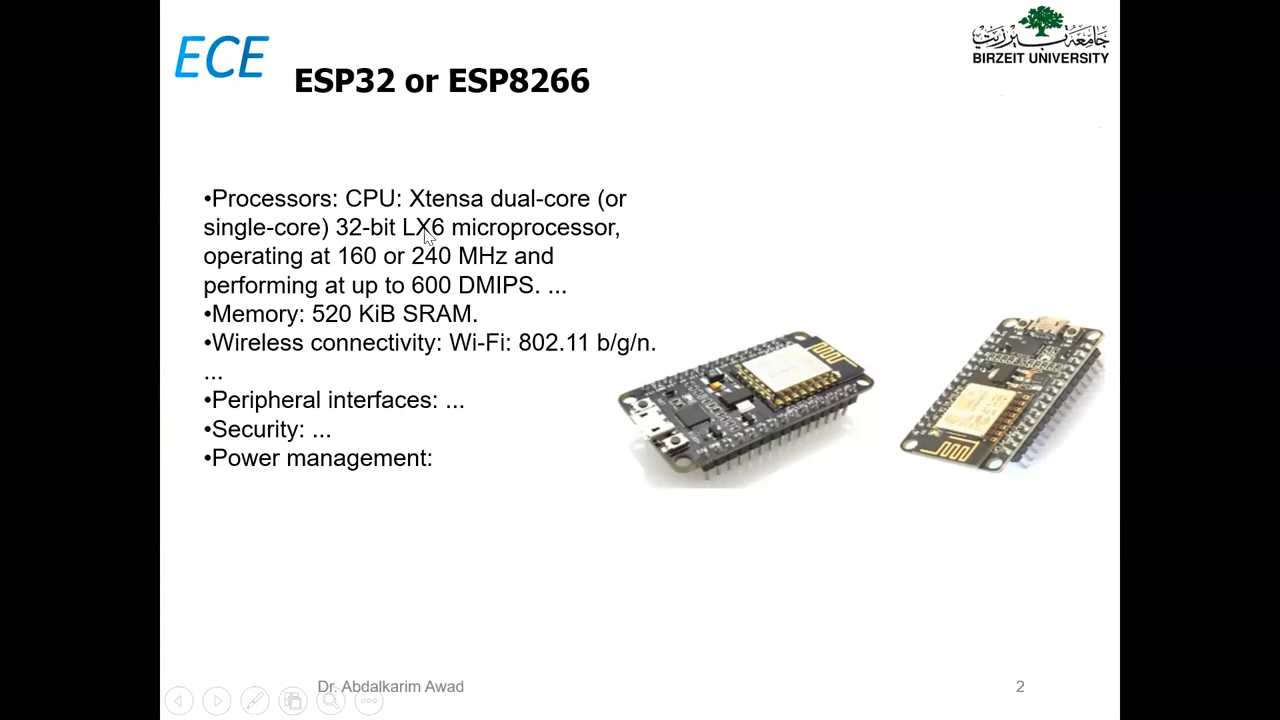 ECE
ESP32 or ESP8266
جامعة بيرزيت
BIRZEIT UNIVERSITY
•Processors: CPU: Xtensa dual-core (or
single-core) 32-bit LX6 microprocessor,
operating at 160 or 240 MHz and
performing at up to 600 DMIPS. ...
•Memory: 520 KiB SRAM.
•Wireless connectivity: Wi-Fi: 802.11 b/g/n.
...
•Peripheral interfaces: ...
•Security: ...
•Power management:
Dr. Abdalkarim Awad
2